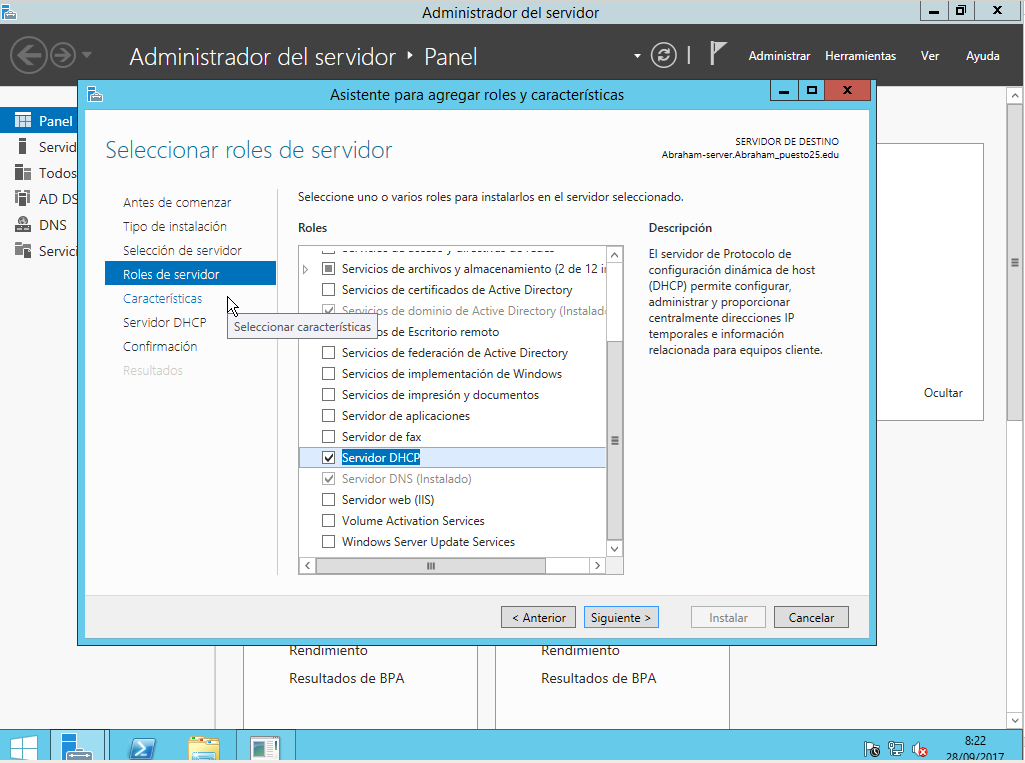 Administrador del servidor
Administrador del servidor ‣ Panel
Administrar Herramientas Ver Ayuda
Asistente para agregar roles y características
Panel
Servid
Todos
AD DS
DNS
Servici
Seleccionar roles de servidor
SERVIDOR DE DESTINO
Abraham-server.Abraham_puesto25.edu
Antes de comenzar
Tipo de instalación
Selección de servidor
Roles de servidor
Características
Servidor DHCP
Confirmación
Resultados
Seleccionar características
Seleccione uno o varios roles para instalarlos en el servidor seleccionado.
Roles
Servicios de acceso y directivas de redes
Servicios de archivos y almacenamiento (2 de 12 in
Servicios de certificados de Active Directory
Servicios de dominio de Active Directory (Instalado
os de Escritorio remoto
Servicios de federación de Active Directory
Servicios de implementación de Windows
Servicios de impresión y documentos
Servidor de aplicaciones
Servidor de fax
Servidor DHCP
Servidor DNS (Instalado)
Servidor web (IIS)
Volume Activation Services
Windows Server Update Services
Descripción
El servidor de Protocolo de
configuración dinámica de host
(DHCP) permite configurar,
administrar y proporcionar
centralmente direcciones IP
temporales e información
relacionada para equipos cliente.
Ocultar
< Anterior
Siguiente >
Instalar
Cancelar
Rendimiento
Resultados de BPA
Rendimiento
Resultados de BPA
8:22
28/09/2017